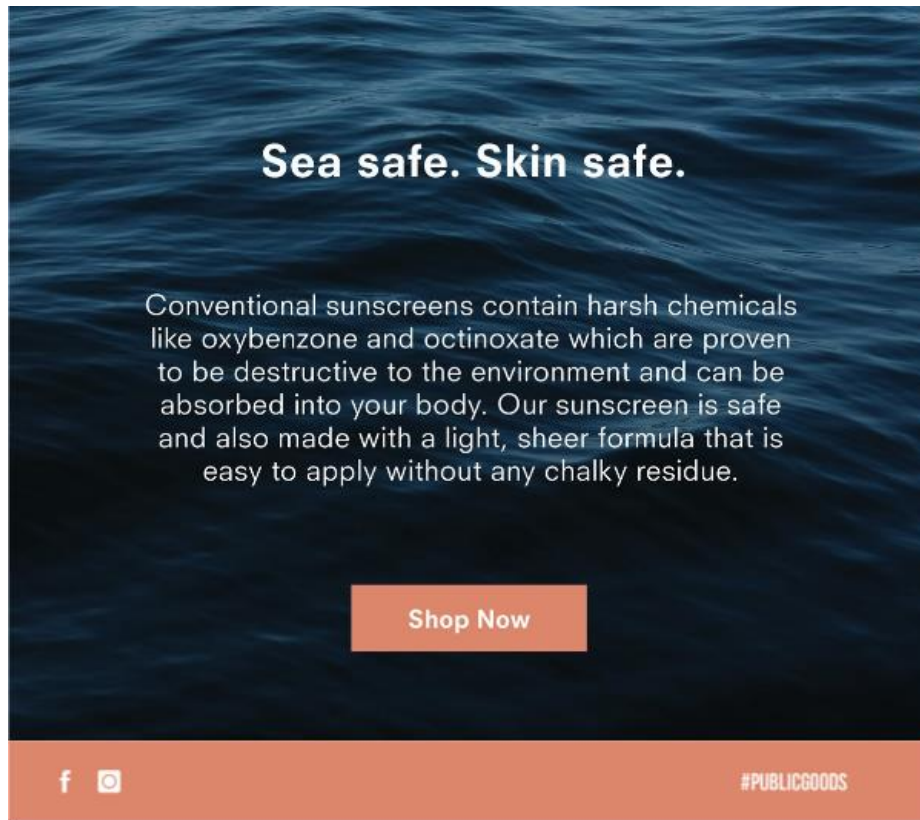 Sea safe. Skin safe.
Conventional sunscreens contain harsh chemicals
like oxybenzone and octinoxate which are proven
to be destructive to the environment and can be
absorbed into your body. Our sunscreen is safe
and also made with a light, sheer formula that is
easy to apply without any chalky residue.
Shop Now
f
#PUBLICGOODS